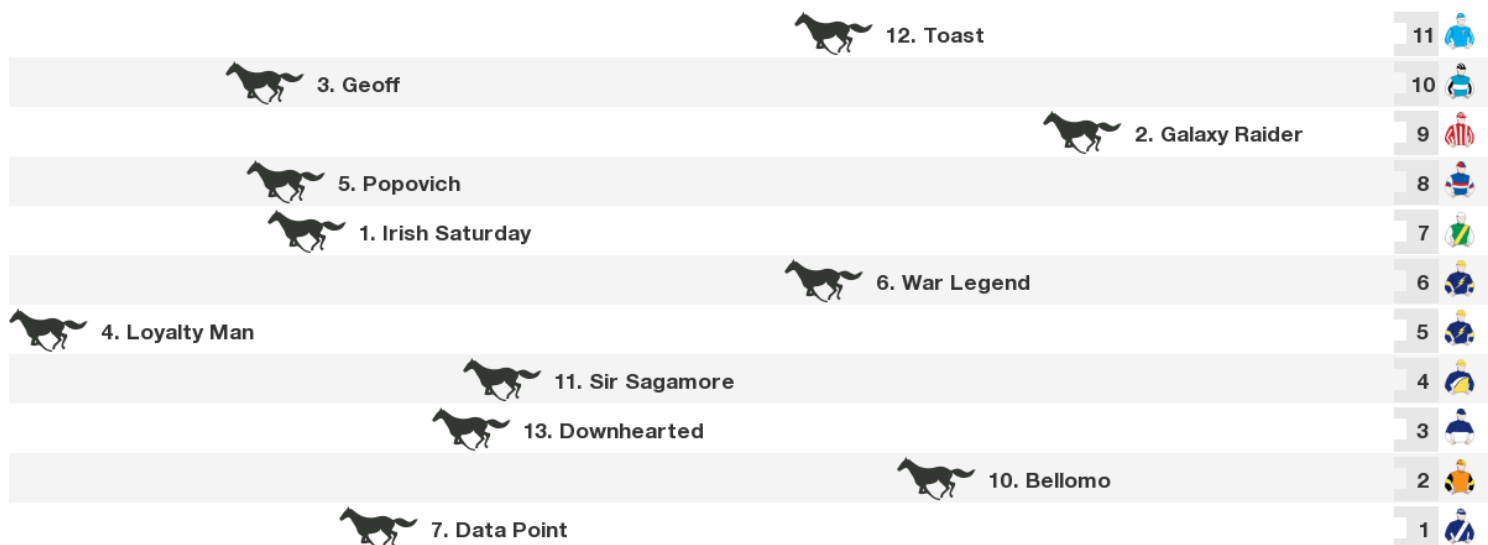 12. Toast 11
3. Geoff 10
2. Galaxy Raider 9
5. Popovich 8
1. Irish Saturday 7
6. War Legend 6
4. Loyalty Man 5
11. Sir Sagamore 4
13. Downhearted 3
10. Bellomo 2
7. Data Point 1